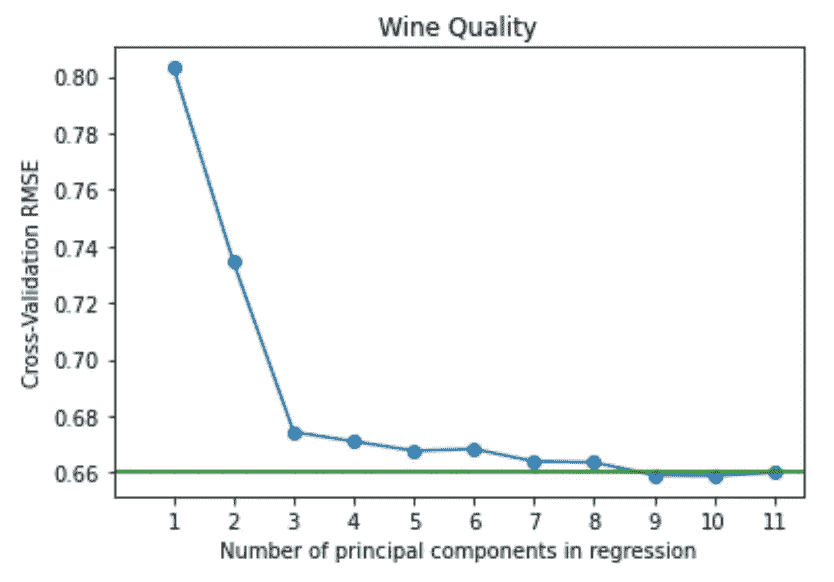 Wine Quality
Cross-Validation RMSE
0.80
0.78
0.76
0.74
0.72
0.70
0.68
0.66
1 2 3 4 5 6 7 8 9 10 11
Number of principal components in regression